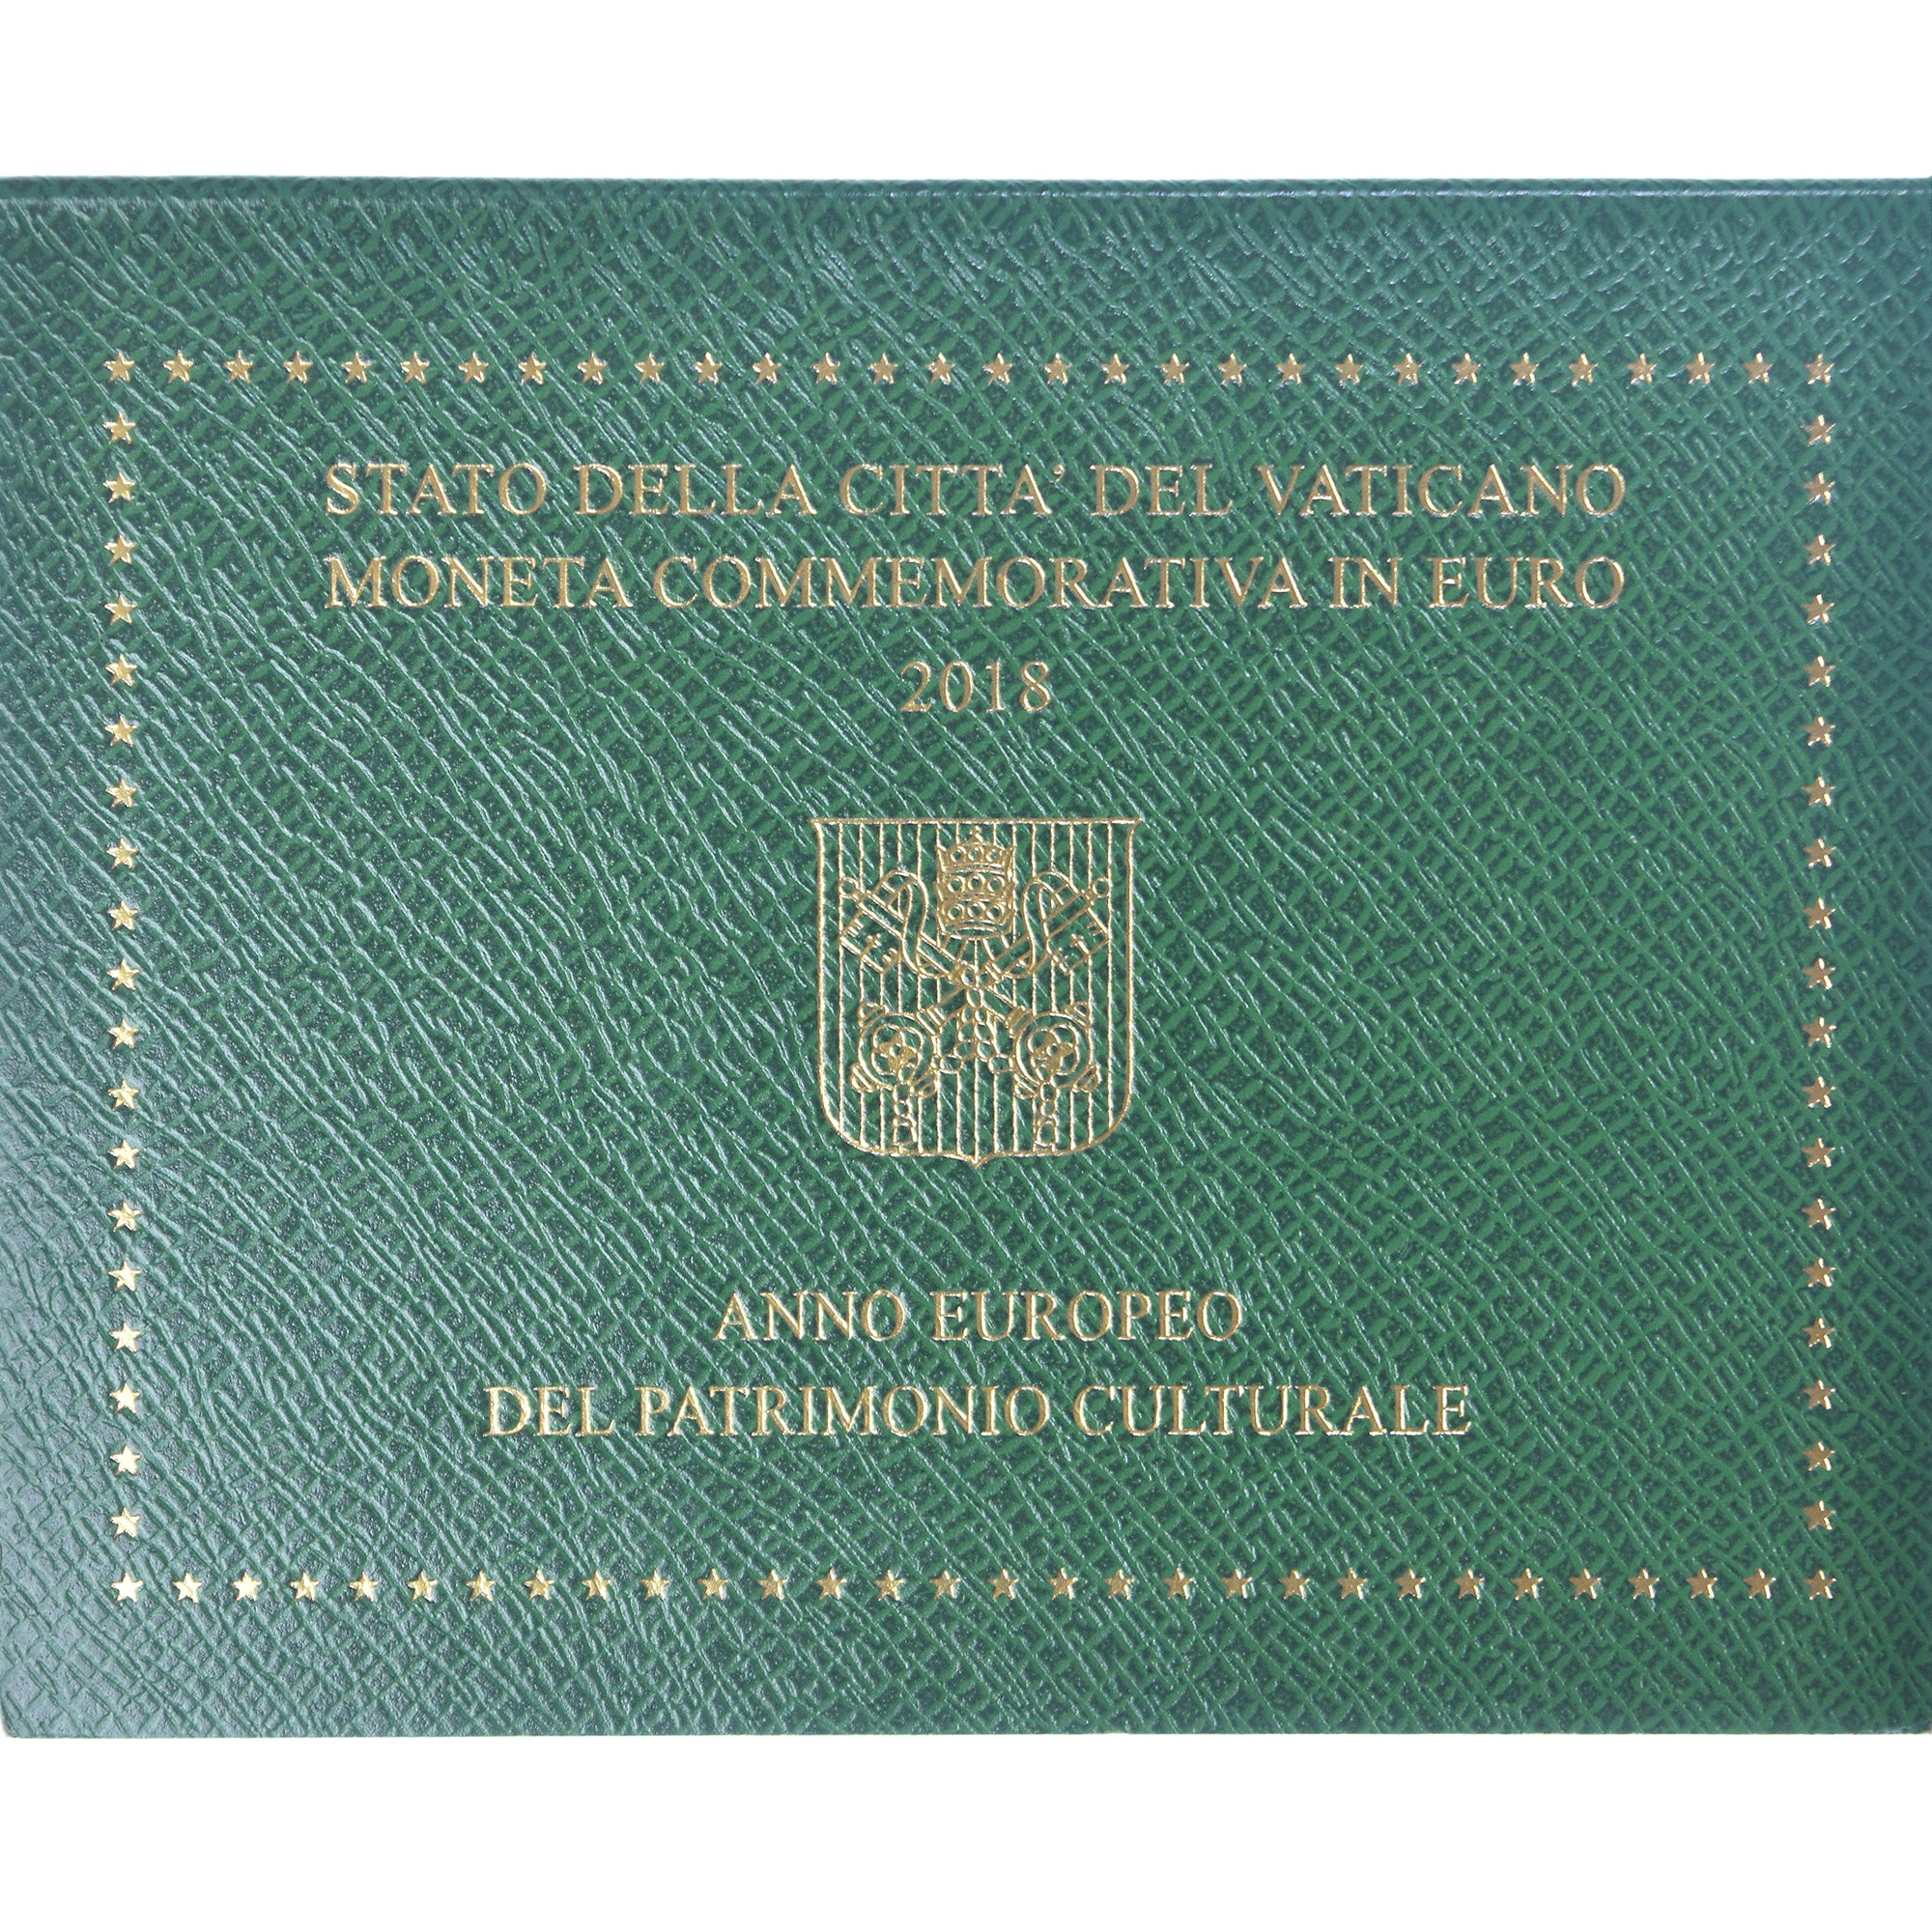 STATO DELLA CITTA' DEL VATICANO
MONETA COMMEMORATIVA IN EURO
2018
ANNO EUROPEO
DEL PATRIMONIO CULTURALE